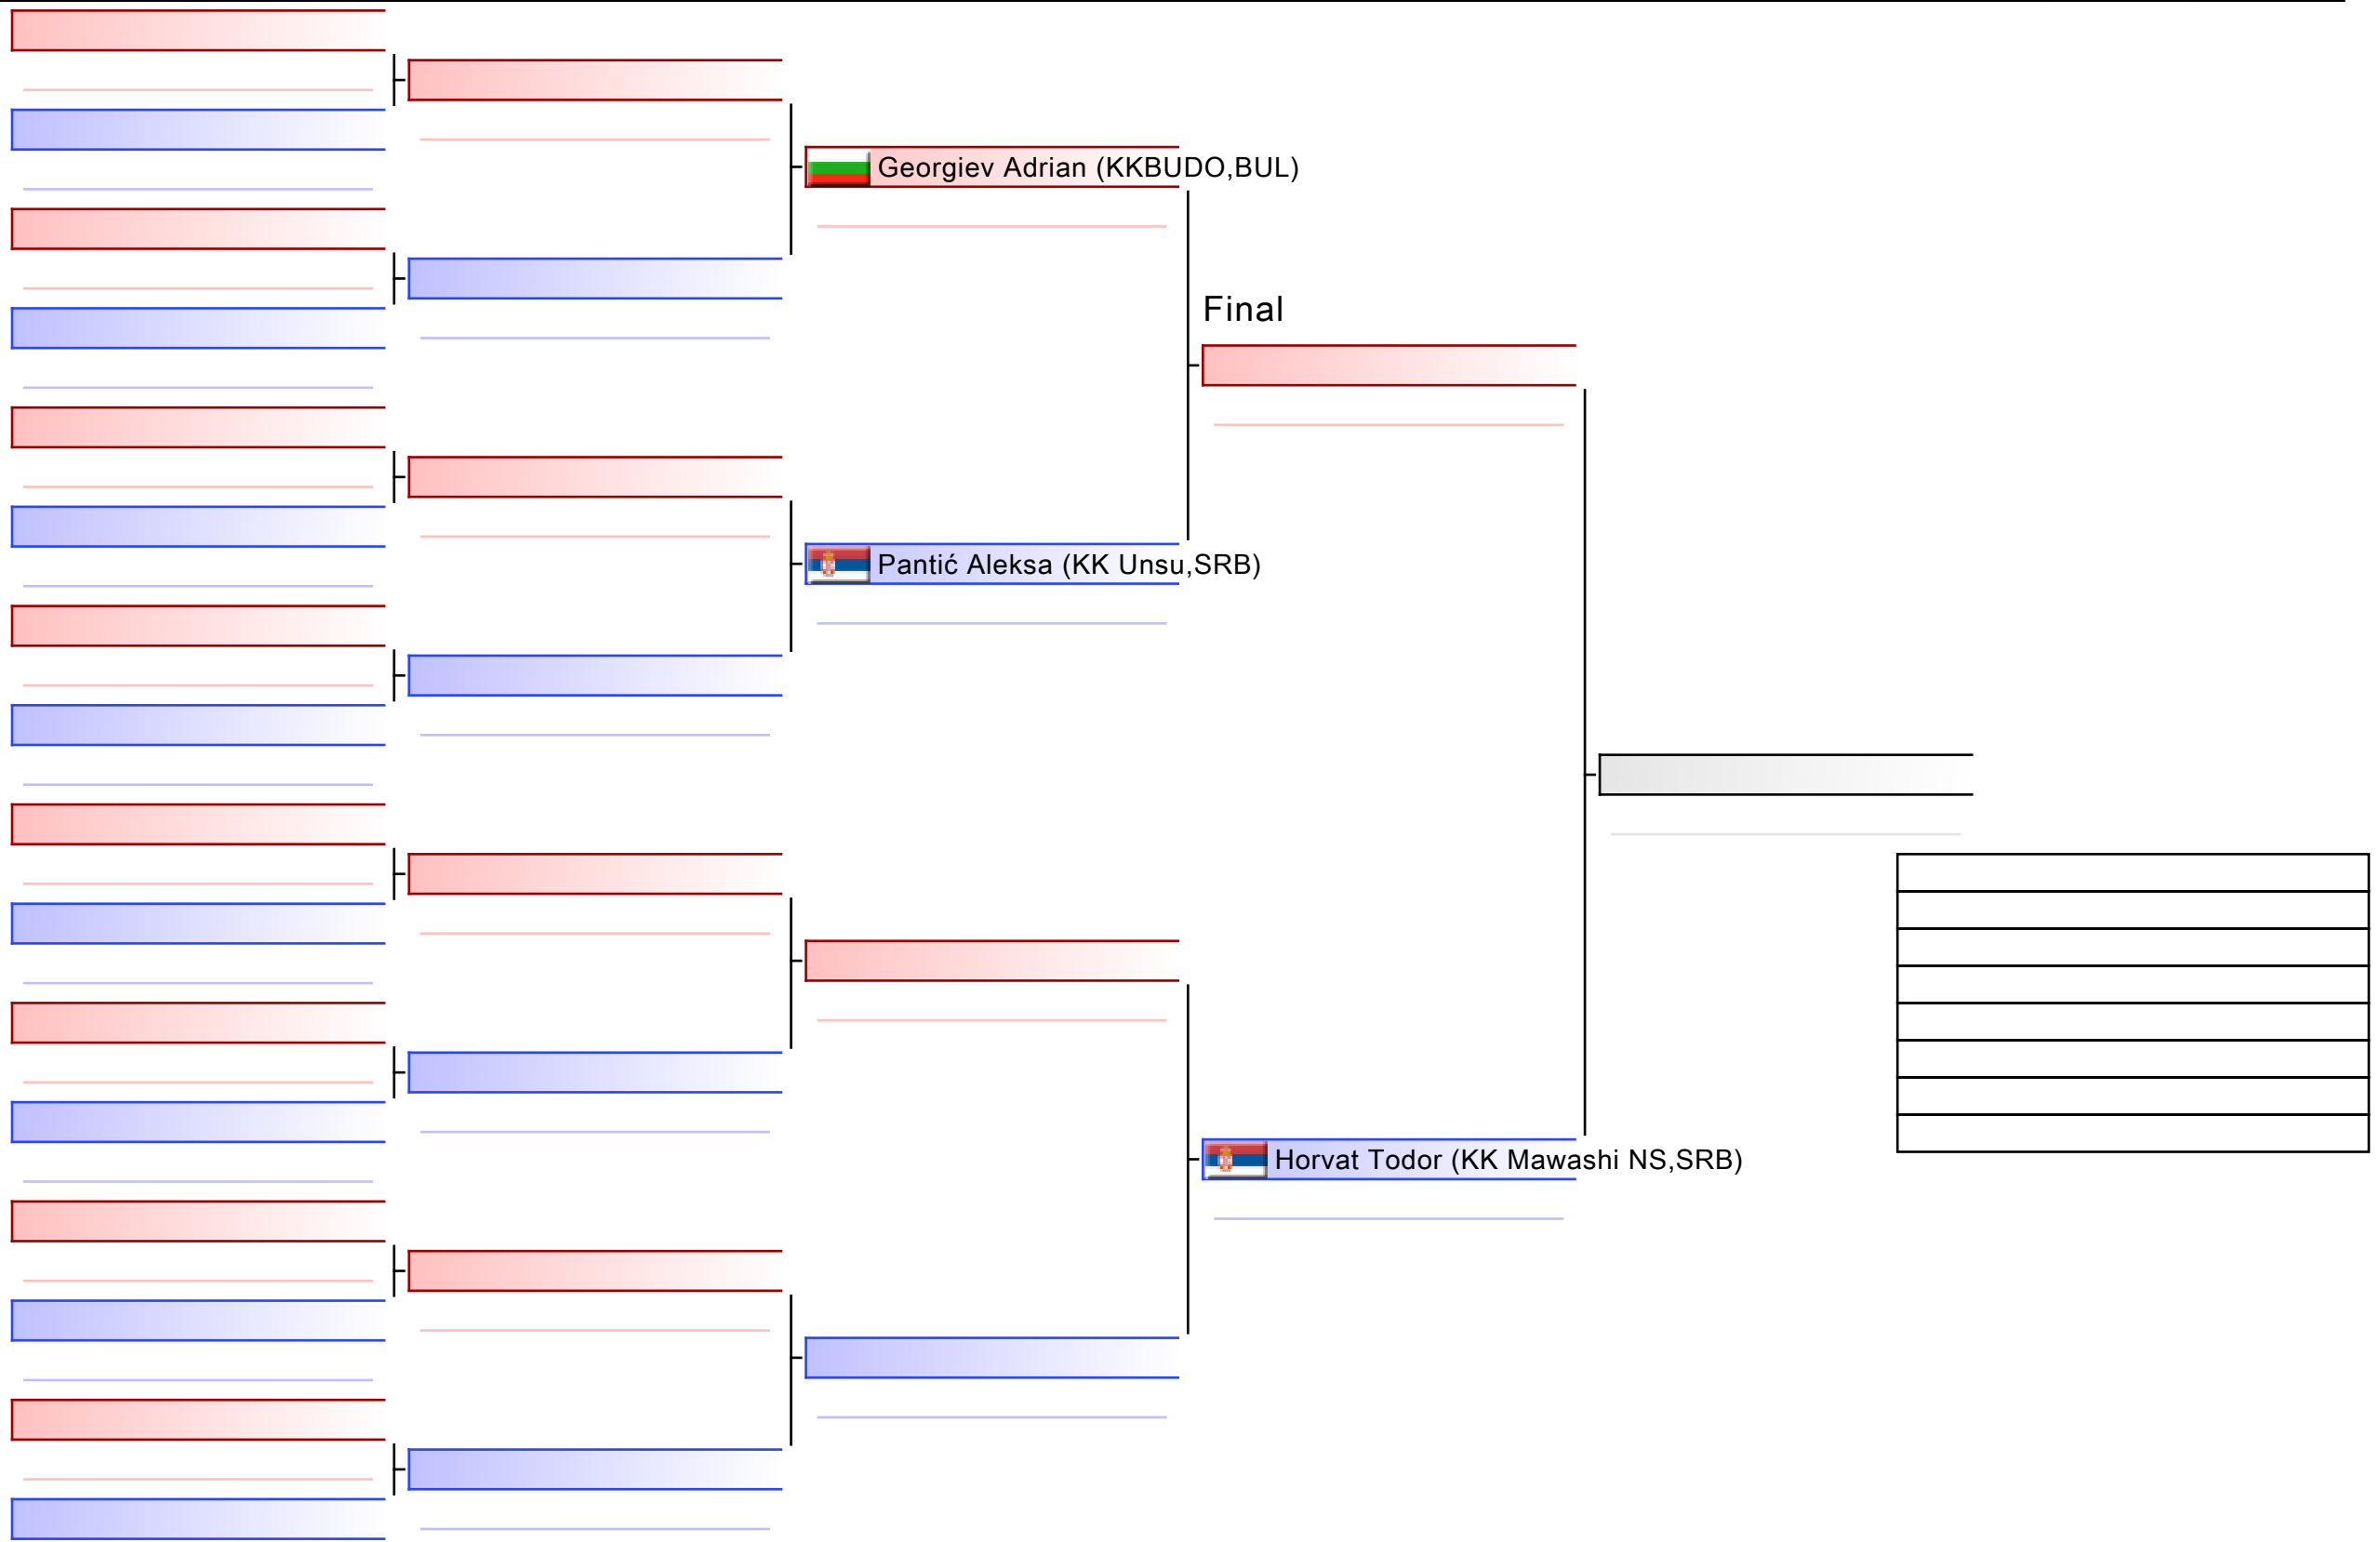 Georgiev Adrian (KKBUDO,BUL)
Final
Pantić Aleksa (KK Unsu,SRB)
Horvat Todor (KK Mawashi NS,SRB)